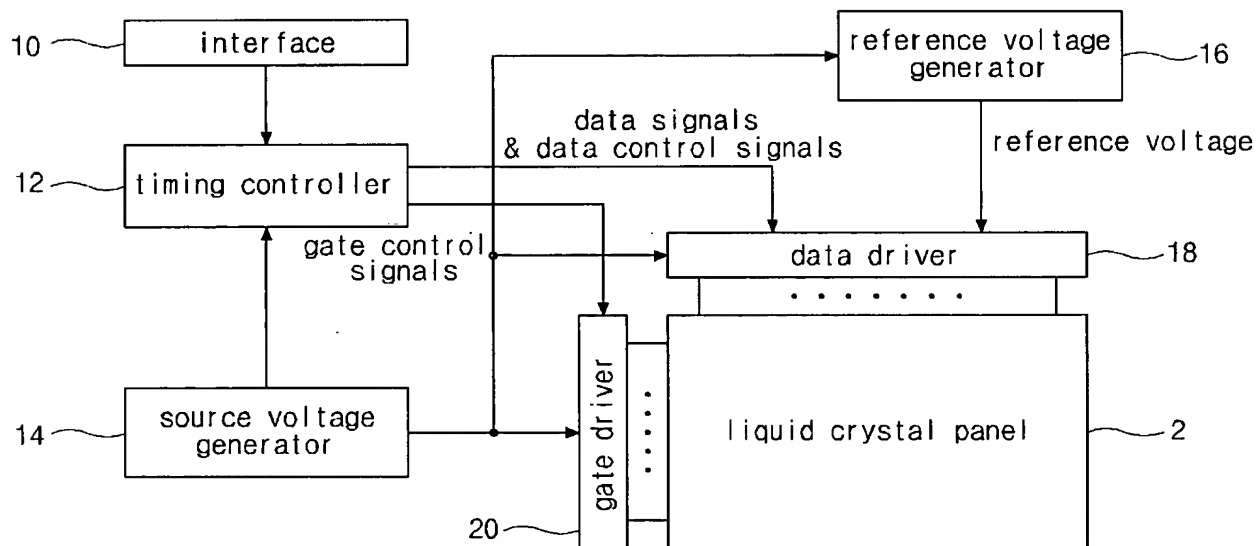 10
interface
reference voltage
generator
16
data signals
& data control signals
reference voltage
12
timing controller
gate control
signals
data driver
18
14
source voltage
generator
gate driver
liquid crystal panel
2
20